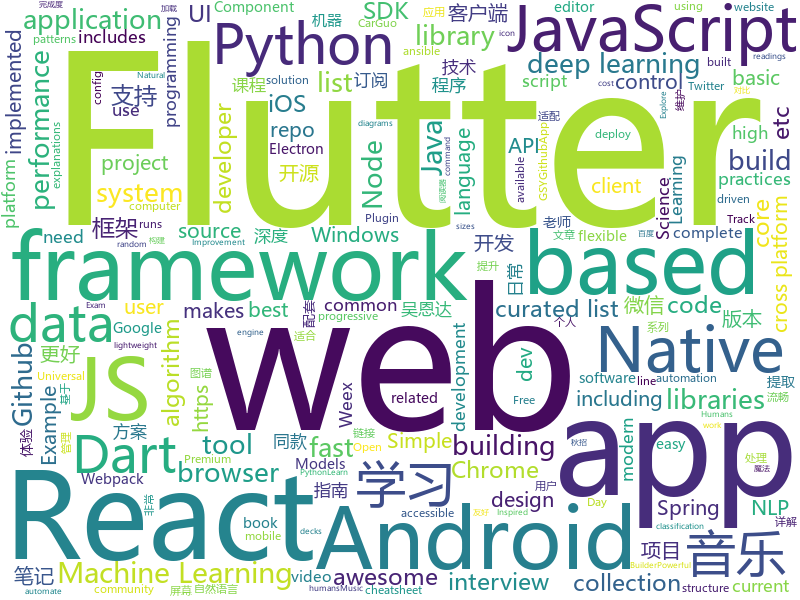 Flutter
web
React
app
framework
based
Android
JavaScript
JS
Native
Python
data
Dart
学习
音乐
Machine Learning
deep learning
application
library
UI
SDK
客户端
editor
using
website
Component
patterns
加载
机器
应用
CarGuo
ansible
icon
完成度
config
Natural
includes
课程
list
订阅
技术
程序
script
control
维护
适配
对比
basic
cost
readings
implemented
programming
支持
use
developer
iOS
repo
solution
Electron
diagrams
开源
Node
Java
language
API
command
available
阅读器
GSYGithubApp
client
platform
performance
etc
explanations
project
high
build
deploy
Twitter
Explore
practices
driven
Science
Learning
system
computer
Plugin
sizes
core
Track
框架
runs
need
source
深度
Windows
开发
日常
老师
文章
flexible
complete
random
构建
Improvement
cross platform
user
makes
best
common
配套
吴恩达
progressive
curated list
微信
code
版本
百度
提升
个人
Github
更好
Google
algorithm
https
engine
lightweight
图谱
适合
development
dev
including
software
系列
Exam
Universal
基于
related
Weex
Free
line
automation
提取
流畅
Example
tool
同款
fast
building
libraries
链接
Open
体验
方案
browser
Simple
Chrome
modern
easy
Humans
work
管理
Webpack
Models
Premium
指南
design
Spring
NLP
秋招
处理
魔法
非常
book
PythonLearn
accessible
Day
项目
详解
用户
笔记
awesome
interview
collection
mobile
屏幕
自然语言
video
cheatsheet
decks
友好
Inspired
structure
current
automate
community
humansMusic
classification
BuilderPowerful
built